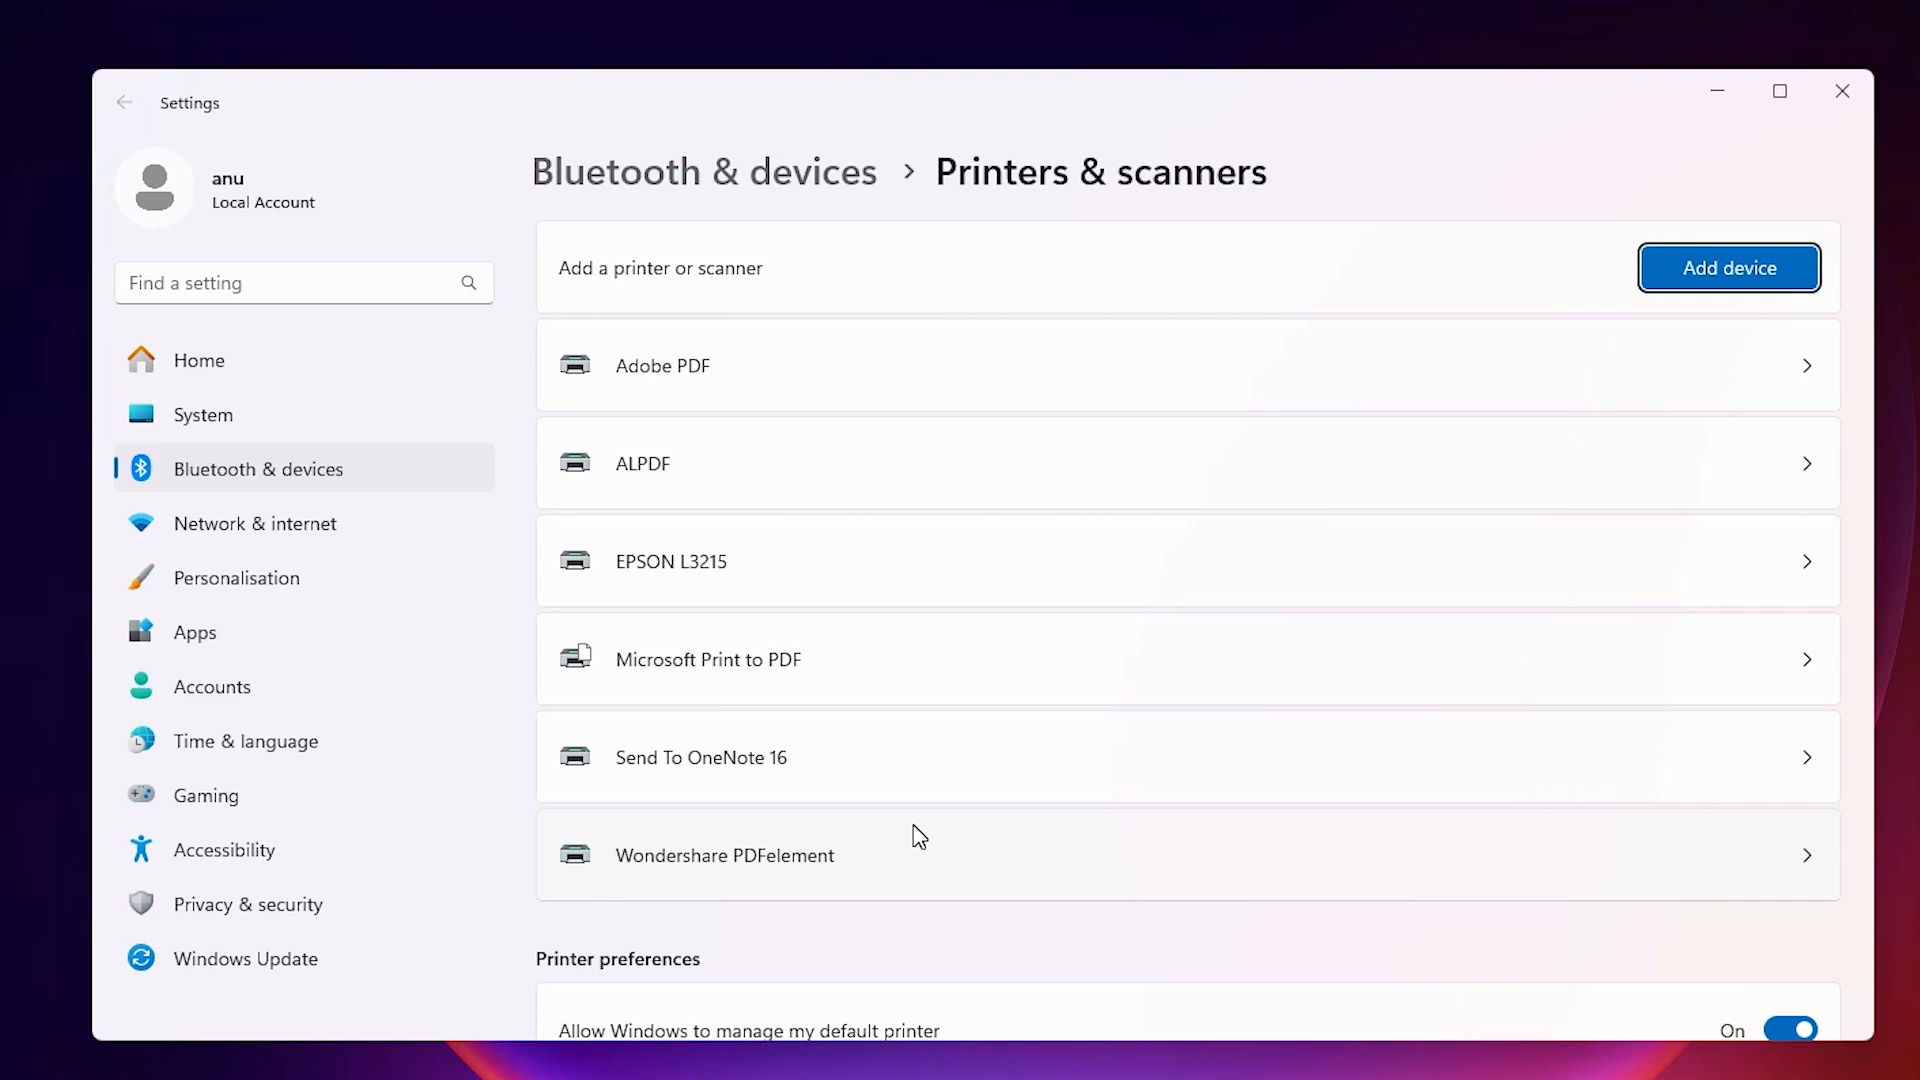 Settings
anu
Local Account
Find a setting
Home
System
Bluetooth & devices
Network & internet
Personalisation
Apps
Accounts
Time & language
Gaming
Accessibility
Privacy & security
Windows Update
Bluetooth & devices > Printers & scanners
Add a printer or scanner
Add device
Adobe PDF
ALPDF
EPSON L3215
Microsoft Print to PDF
Send To OneNote 16
Wondershare PDFelement
Printer preferences
Allow Windows to manage my default printer
On